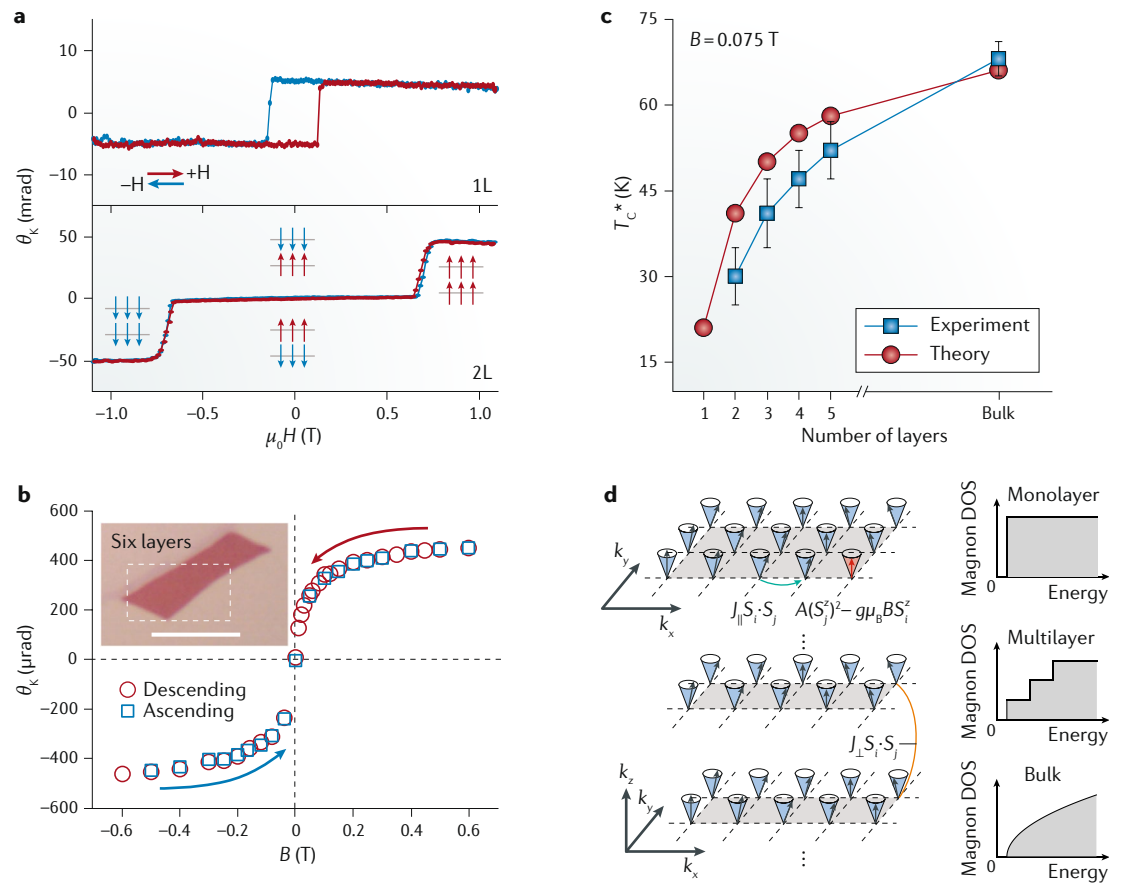 a
10
0
−10
−H
+H
1L
50
0
−50
2L
θK (mrad)
−1.0 −0.5 0 0.5 1.0
μ0H (T)
b
600
400
200
0
−200
−400
−600
θK (μrad)
Six layers
Descending
Ascending
−0.6 −0.4 −0.2 0 0.2 0.4 0.6
B (T)
c
75
60
45
30
15
TC* (K)
B = 0.075 T
Experiment
Theory
1 2 3 4 5 Bulk
Number of layers
d
ky
kx
J∥Si·Sj
A(Sjz)2 − gμBBSiz
J⊥Si·Sj
kz
ky
kx
Monolayer
Magnon DOS
0
Energy
Multilayer
Magnon DOS
0
Energy
Bulk
Magnon DOS
0
Energy